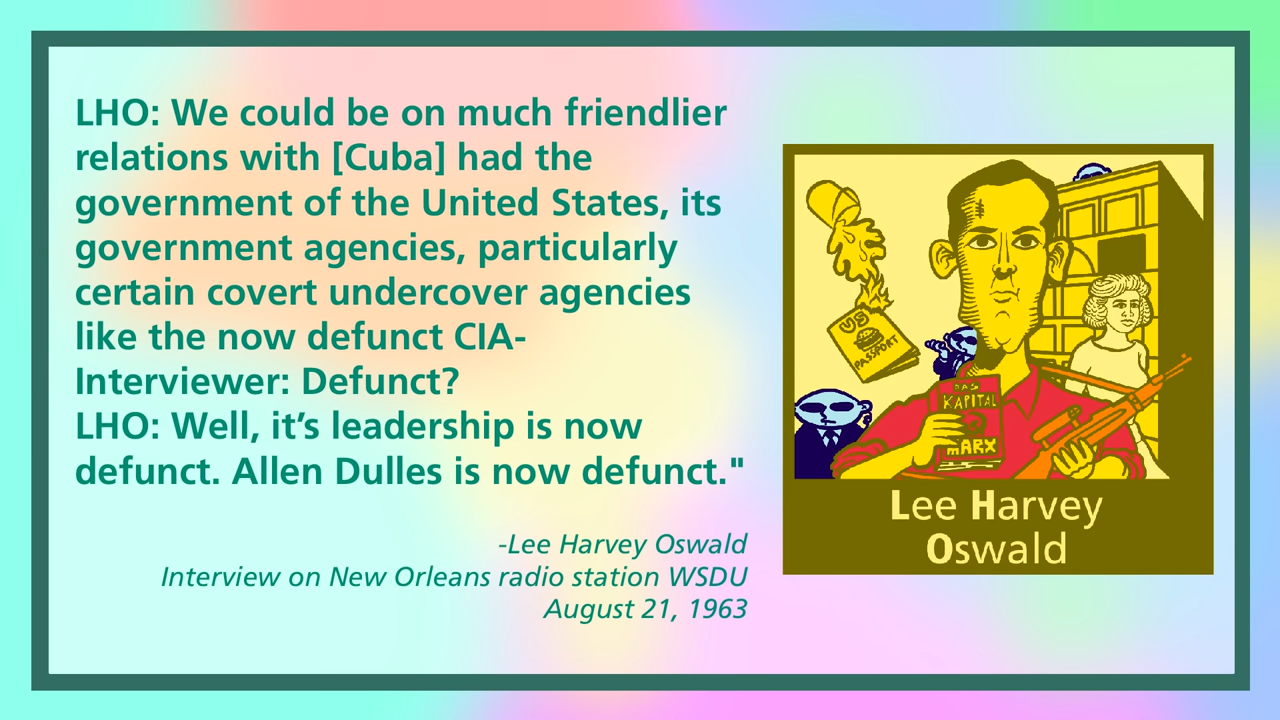 LHO: We could be on much friendlier
relations with [Cuba] had the
government of the United States, its
government agencies, particularly
certain covert undercover agencies
like the now defunct CIA-
Interviewer: Defunct?
LHO: Well, it’s leadership is now
defunct. Allen Dulles is now defunct."
-Lee Harvey Oswald
Interview on New Orleans radio station WSDU
August 21, 1963
US
PASSPORT
DAS
KAPITAL
mARX
Lee Harvey
Oswald